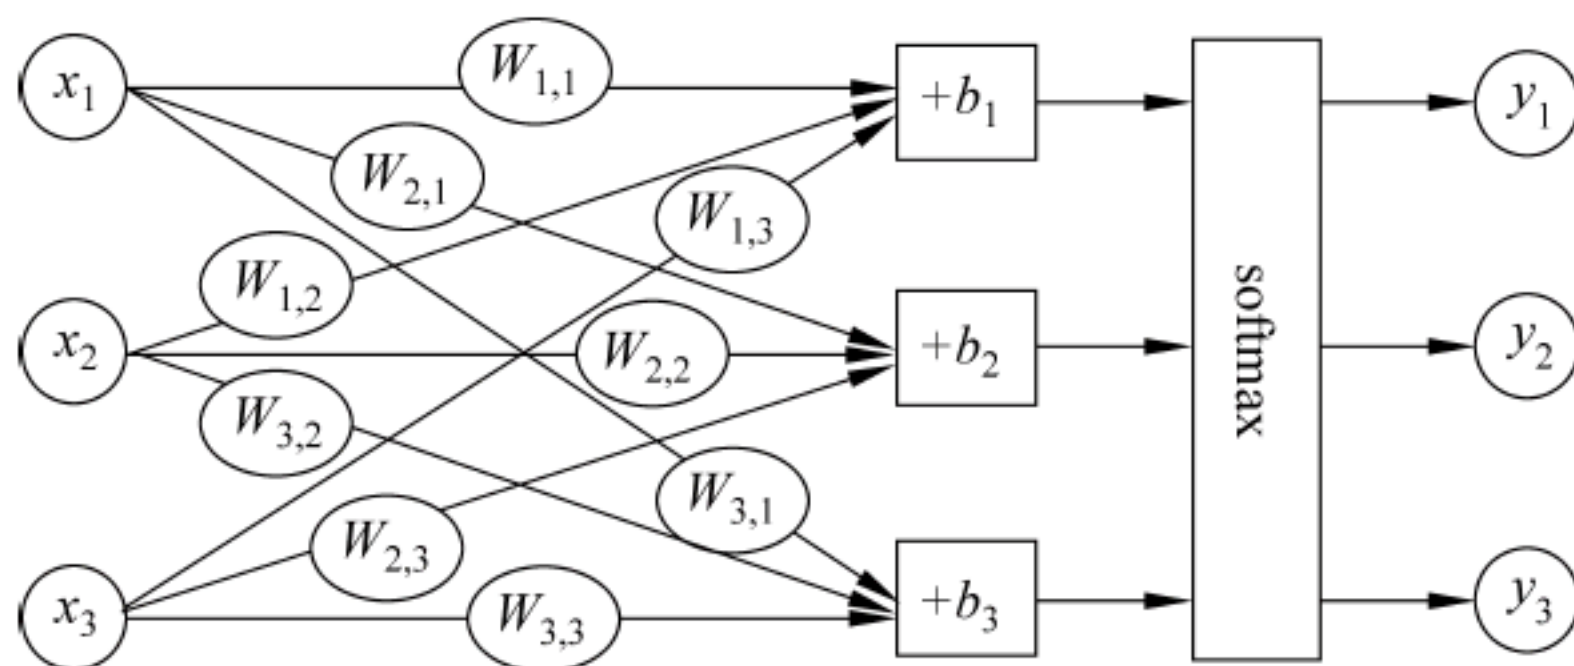 x₁
W₁,₁
+b₁
y₁
W₂,₁
W₁,₃
W₁,₂
x₂
W₂,₂
+b₂
softmax
y₂
W₃,₂
W₃,₁
W₂,₃
x₃
W₃,₃
+b₃
y₃